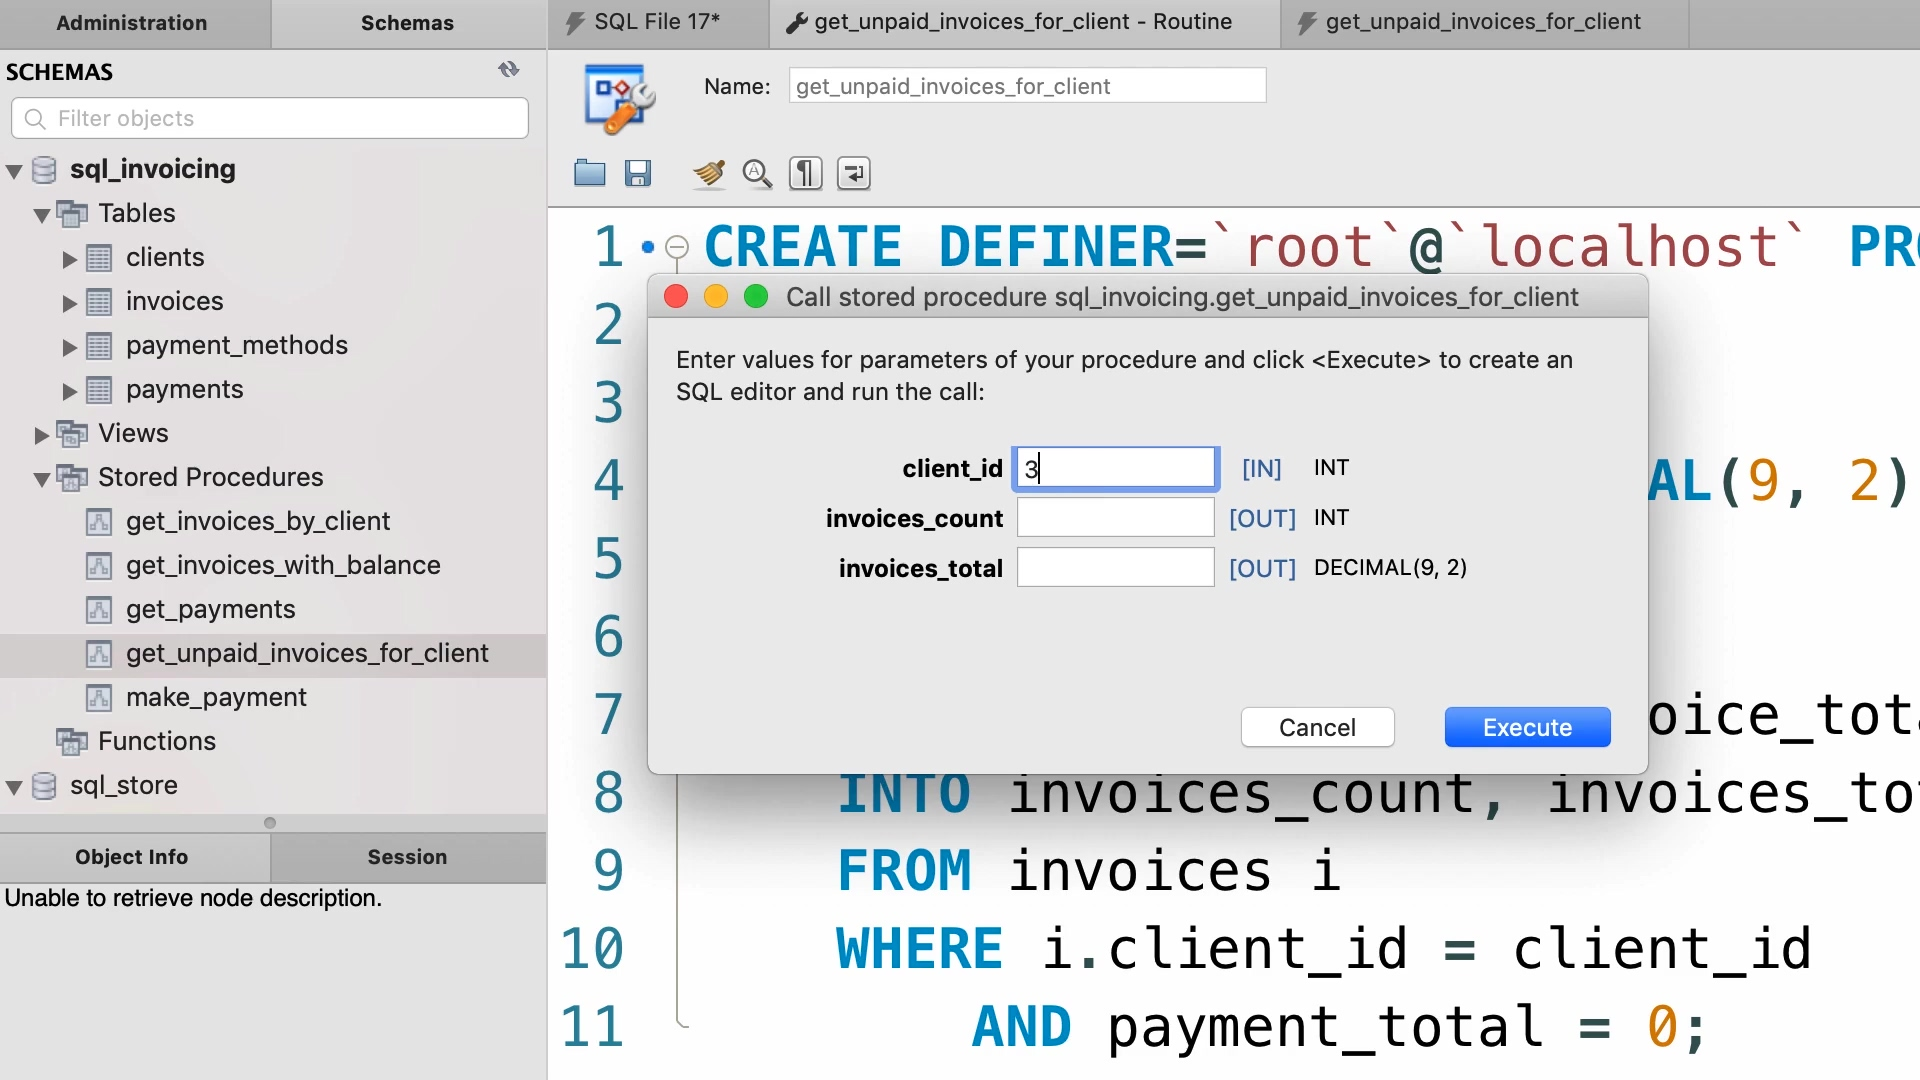 Administration
Schemas
SQL File 17*
get_unpaid_invoices_for_client - Routine
get_unpaid_invoices_for_client
SCHEMAS
Filter objects
sql_invoicing
Tables
clients
invoices
payment_methods
payments
Views
Stored Procedures
get_invoices_by_client
get_invoices_with_balance
get_payments
get_unpaid_invoices_for_client
make_payment
Functions
sql_store
Object Info
Session
Unable to retrieve node description.
Name: get_unpaid_invoices_for_client
1 CREATE DEFINER=`root`@`localhost` PRO
2
3
4 AL(9, 2)
5
6
7 oice_tota
8 INTO invoices_count, invoices_to
9 FROM invoices i
10 WHERE i.client_id = client_id
11 AND payment_total = 0;
Call stored procedure sql_invoicing.get_unpaid_invoices_for_client
Enter values for parameters of your procedure and click <Execute> to create an
SQL editor and run the call:
client_id 3 [IN] INT
invoices_count [OUT] INT
invoices_total [OUT] DECIMAL(9, 2)
Cancel
Execute